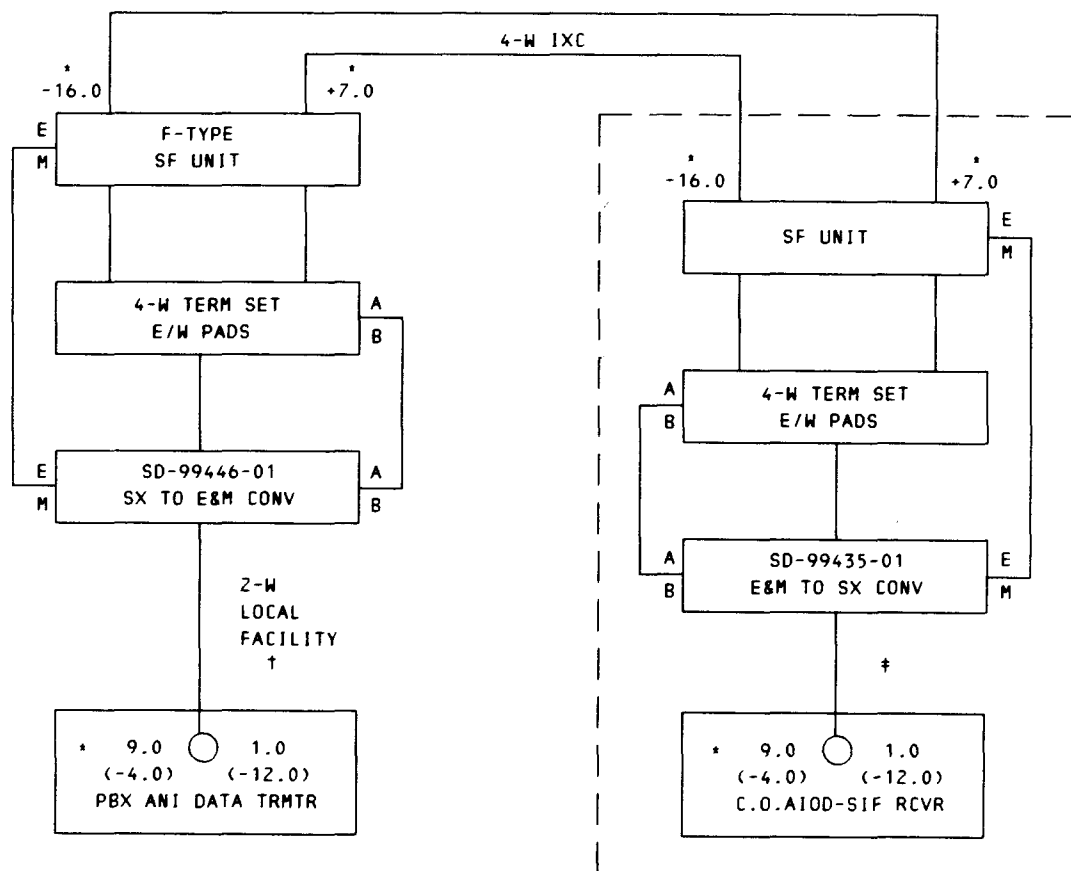 4-W IXC
*
-16.0
*
+7.0
E
M
F-TYPE
SF UNIT
*
-16.0
*
+7.0
SF UNIT
E
M
4-W TERM SET
E/W PADS
A
B
A
B
4-W TERM SET
E/W PADS
E
M
SD-99446-01
SX TO E&M CONV
A
B
A
B
SD-99435-01
E&M TO SX CONV
E
M
2-W
LOCAL
FACILITY
†
‡
* 9.0 1.0
(-4.0) (-12.0)
PBX ANI DATA TRMTR
* 9.0 1.0
(-4.0) (-12.0)
C.O.AIOD-SIF RCVR